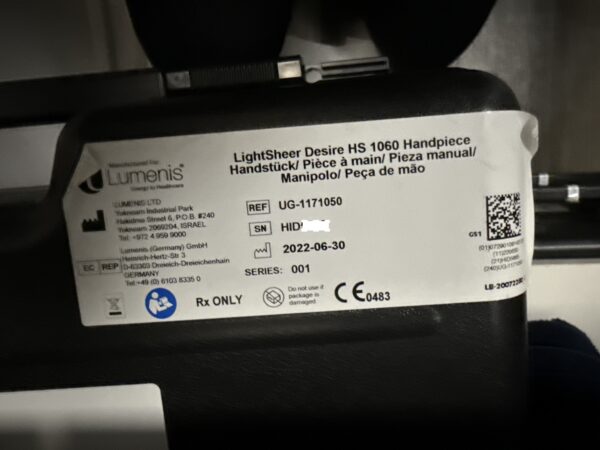 Manufactured For:
Lumenis®
Energy to Healthcare
LightSheer Desire HS 1060 Handpiece
Handstück/ Pièce à main/ Pieza manual/
Manipolo/ Peça de mão
LUMENIS LTD
Yokneam Industrial Park
Hakidma Street 6, P.O.B. #240
Yokneam 2069204, ISRAEL
Tel: +972 4 959 9000
EC REP
Lumenis (Germany) GmbH
Heinrich-Hertz-Str 3
D-63303 Dreieich-Dreieichenhain
GERMANY
Tel:+49 (0) 6103 8335 0
REF UG-1171050
SN HID
2022-06-30
SERIES: 001
Rx ONLY
Do not use if
package is
damaged.
CE 0483
GS1